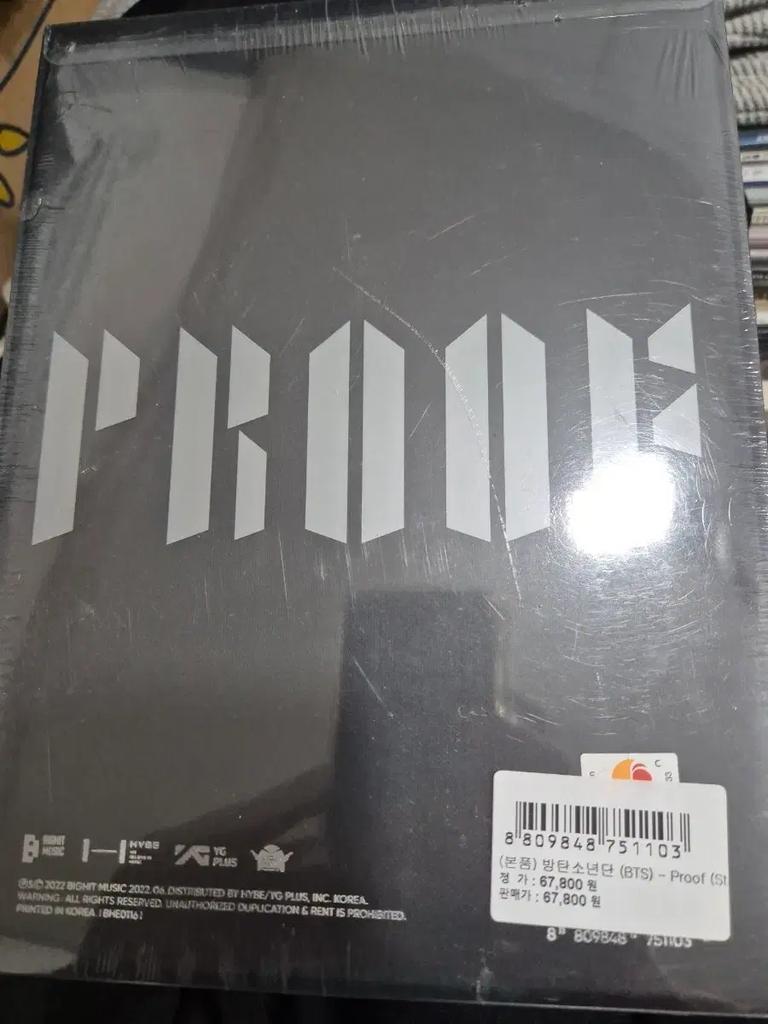 PROOF
BIGHIT
MUSIC
HYBE
YG
PLUS
8 809848 751103
(본품) 방탄소년단 (BTS) - Proof (St
정 가 : 67,800 원
판매가 : 67,800 원
ⓅⓈⒸ 2022 BIGHIT MUSIC 2022. 06. DISTRIBUTED BY HYBE/YG PLUS, INC. KOREA.
WARNING: ALL RIGHTS RESERVED. UNAUTHORIZED DUPLICATION & RENT IS PROHIBITED.
PRINTED IN KOREA. [BHE0116]
8 809848 751103